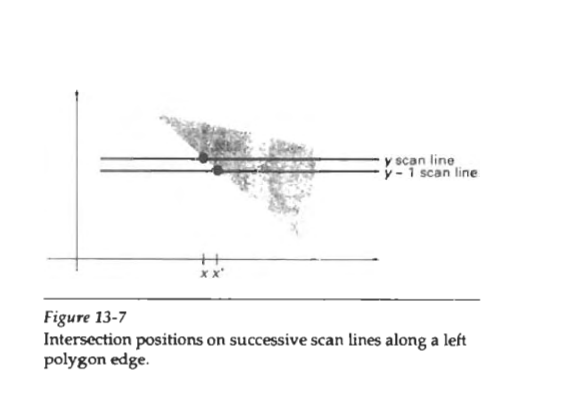 y scan line
y - 1 scan line
x x'
Figure 13-7
Intersection positions on successive scan lines along a left
polygon edge.